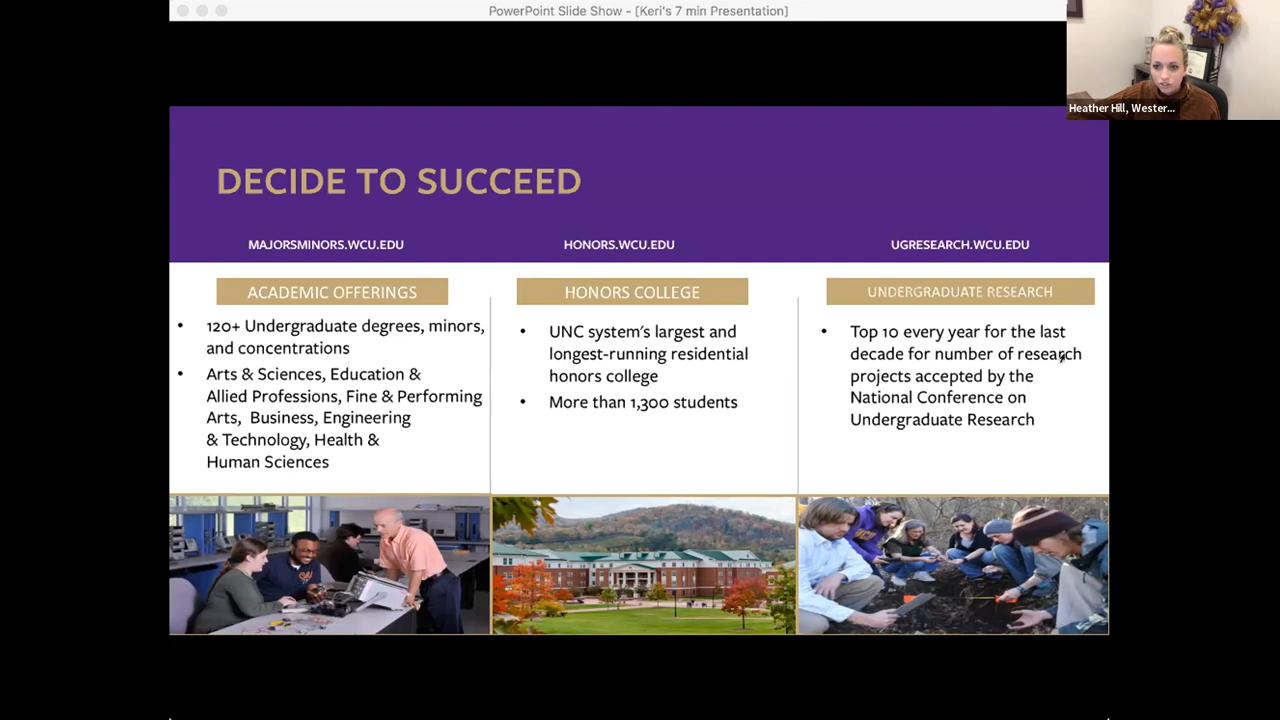 PowerPoint Slide Show - [Keri's 7 min Presentation]
Heather Hill, Wester...
DECIDE TO SUCCEED
MAJORSMINORS.WCU.EDU
HONORS.WCU.EDU
UGRESEARCH.WCU.EDU
ACADEMIC OFFERINGS
• 120+ Undergraduate degrees, minors,
and concentrations
• Arts & Sciences, Education &
Allied Professions, Fine & Performing
Arts, Business, Engineering
& Technology, Health &
Human Sciences
HONORS COLLEGE
• UNC system's largest and
longest-running residential
honors college
• More than 1,300 students
UNDERGRADUATE RESEARCH
• Top 10 every year for the last
decade for number of research
projects accepted by the
National Conference on
Undergraduate Research